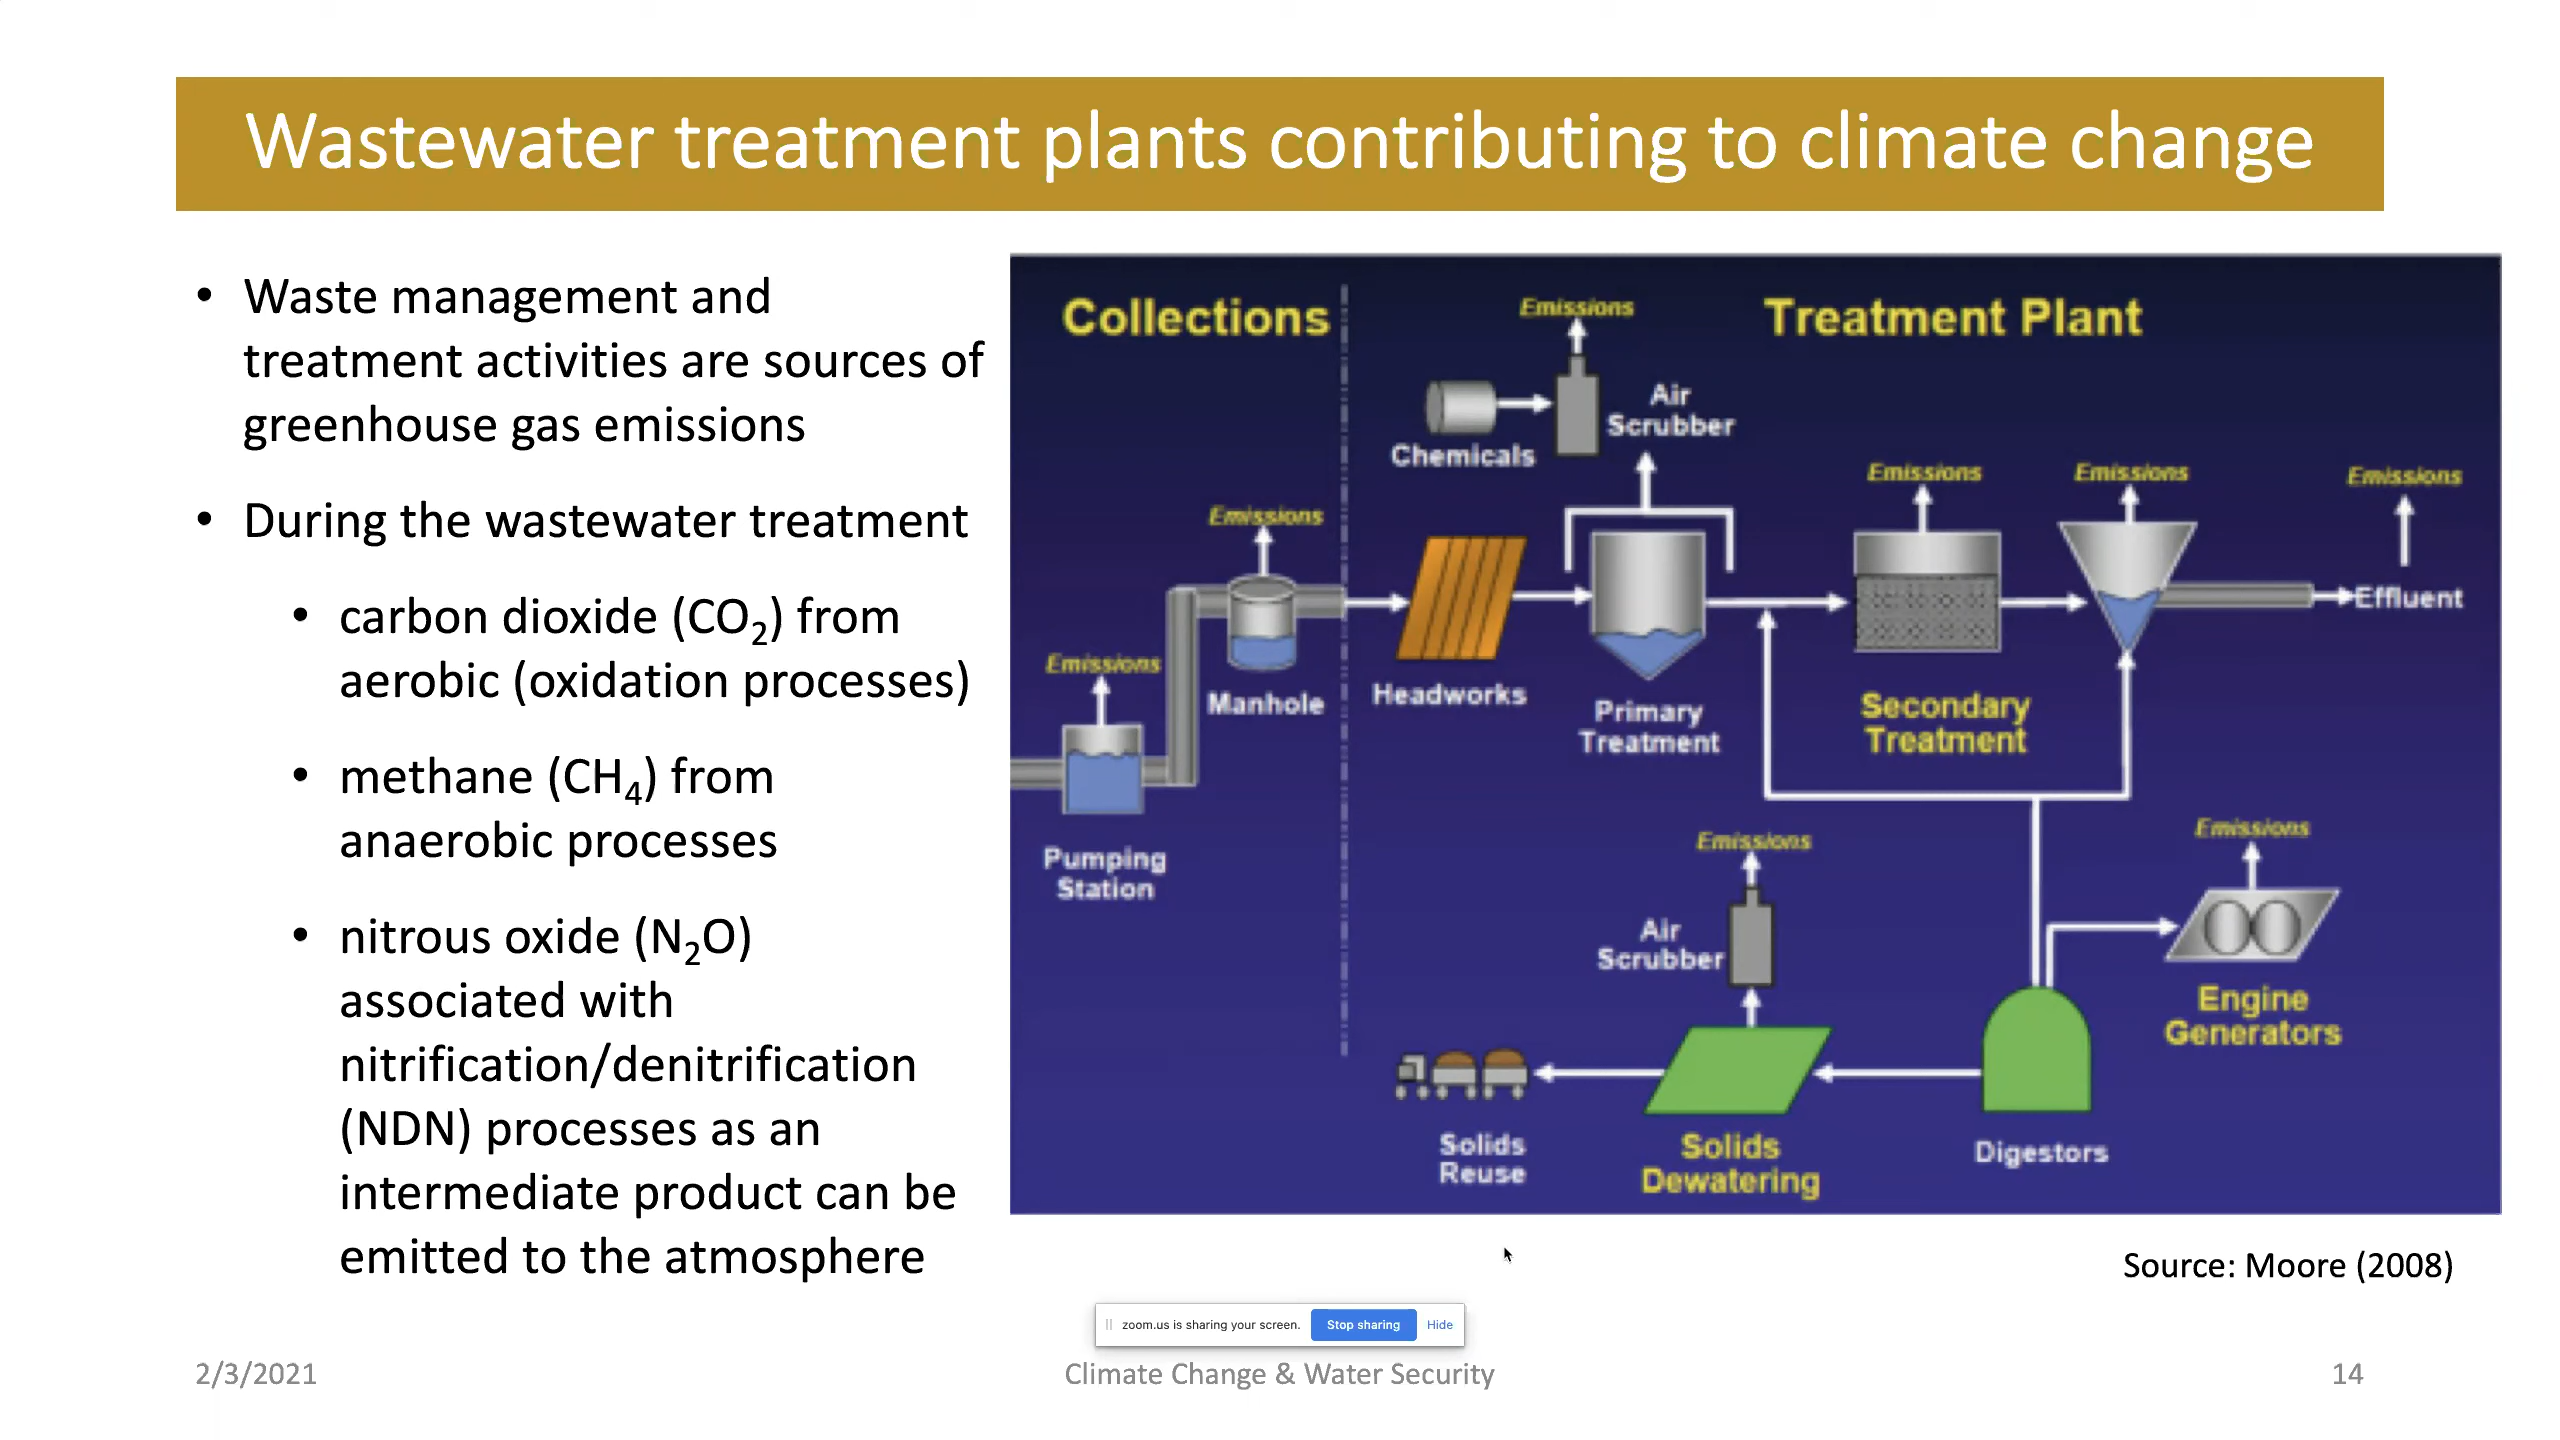 Wastewater treatment plants contributing to climate change
• Waste management and
treatment activities are sources of
greenhouse gas emissions
• During the wastewater treatment
• carbon dioxide (CO₂) from
aerobic (oxidation processes)
• methane (CH₄) from
anaerobic processes
• nitrous oxide (N₂O)
associated with
nitrification/denitrification
(NDN) processes as an
intermediate product can be
emitted to the atmosphere
Collections
Treatment Plant
Emissions
Chemicals
Air
Scrubber
Emissions
Emissions
Emissions
Emissions
Emissions
Pumping
Station
Manhole
Headworks
Primary
Treatment
Secondary
Treatment
Effluent
Emissions
Air
Scrubber
Emissions
Engine
Generators
Solids
Reuse
Solids
Dewatering
Digestors
Source: Moore (2008)
zoom.us is sharing your screen. Stop sharing Hide
2/3/2021 Climate Change & Water Security 14